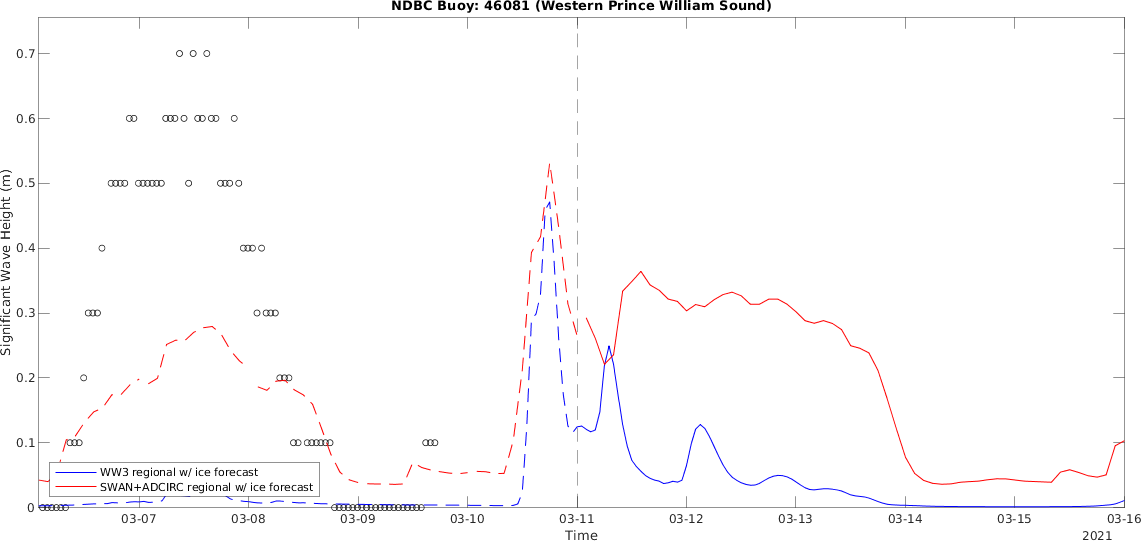 NDBC Buoy: 46081 (Western Prince William Sound)
Significant Wave Height (m)
0.7
0.6
0.5
0.4
0.3
0.2
0.1
0
WW3 regional w/ ice forecast
SWAN+ADCIRC regional w/ ice forecast
03-07 03-08 03-09 03-10 03-11 03-12 03-13 03-14 03-15 03-16
Time
2021